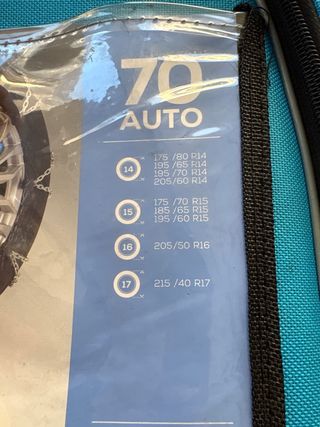 70
AUTO
14
175 /80 R14
195 /65 R14
195 /70 R14
205 /60 R14
15
175 /70 R15
185 /65 R15
195 /60 R15
16
205/50 R16
17
215 /40 R17